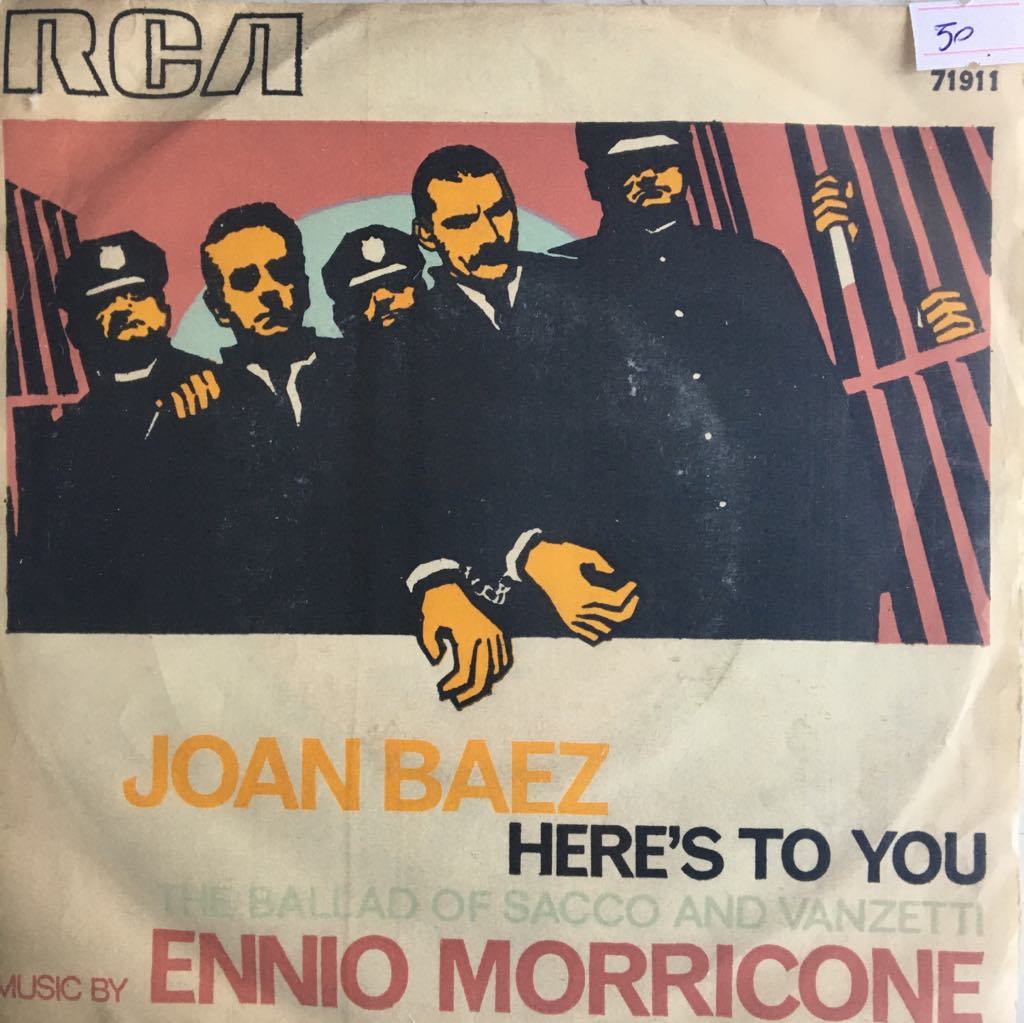 RCA
50
71911
JOAN BAEZ
HERE'S TO YOU
THE BALLAD OF SACCO AND VANZETTI
MUSIC BY ENNIO MORRICONE